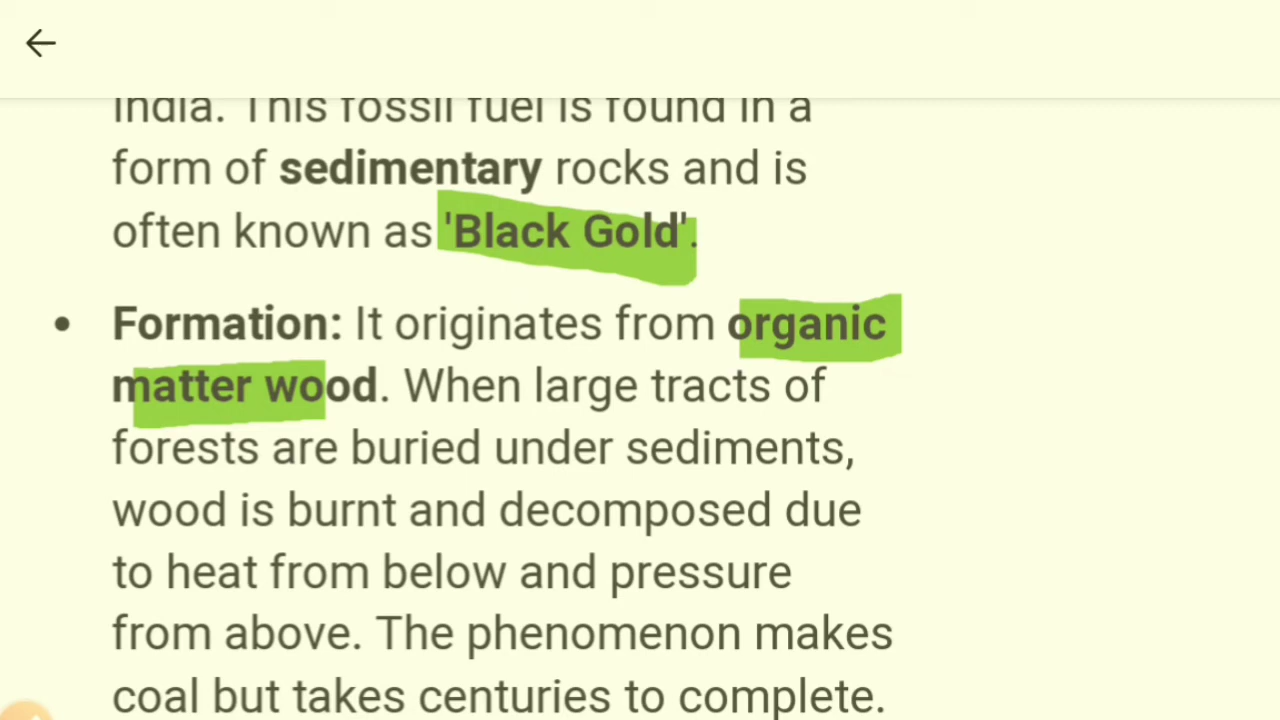 India. This fossil fuel is found in a
form of sedimentary rocks and is
often known as 'Black Gold'.
• Formation: It originates from organic
matter wood. When large tracts of
forests are buried under sediments,
wood is burnt and decomposed due
to heat from below and pressure
from above. The phenomenon makes
coal but takes centuries to complete.